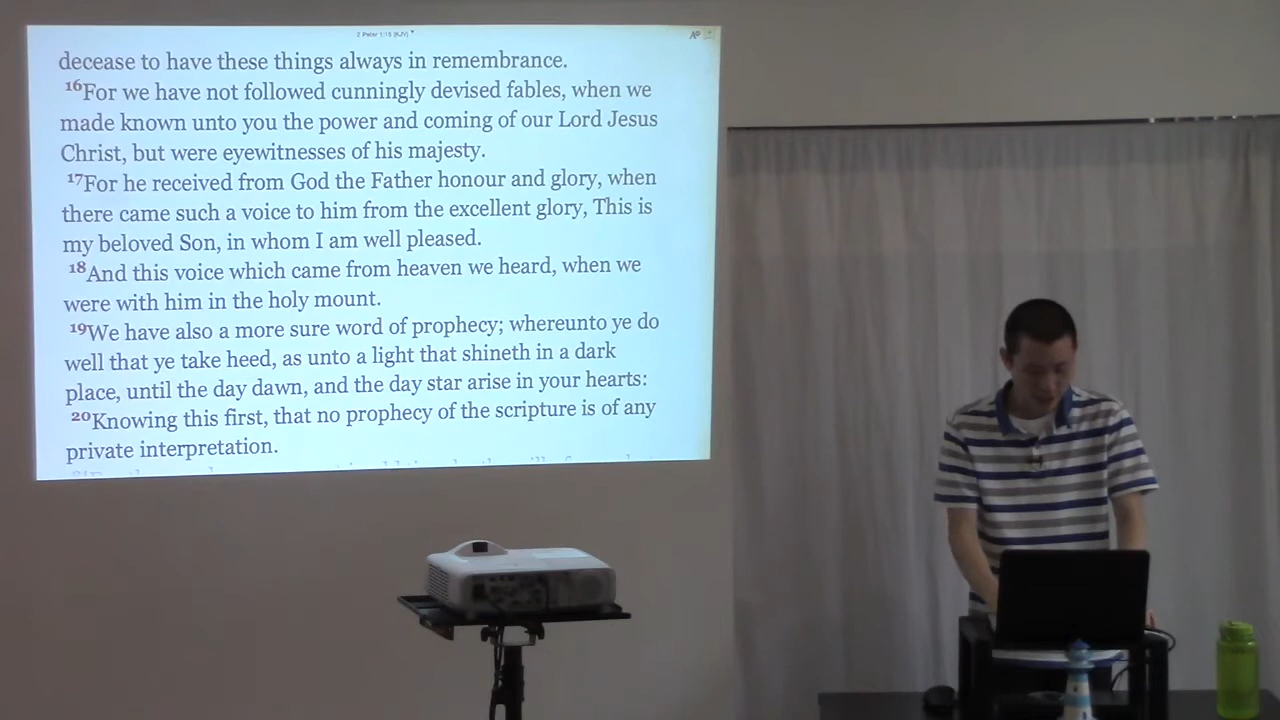 2 Peter 1:15 (KJV)
decease to have these things always in remembrance.
16For we have not followed cunningly devised fables, when we
made known unto you the power and coming of our Lord Jesus
Christ, but were eyewitnesses of his majesty.
17For he received from God the Father honour and glory, when
there came such a voice to him from the excellent glory, This is
my beloved Son, in whom I am well pleased.
18And this voice which came from heaven we heard, when we
were with him in the holy mount.
19We have also a more sure word of prophecy; whereunto ye do
well that ye take heed, as unto a light that shineth in a dark
place, until the day dawn, and the day star arise in your hearts:
20Knowing this first, that no prophecy of the scripture is of any
private interpretation.